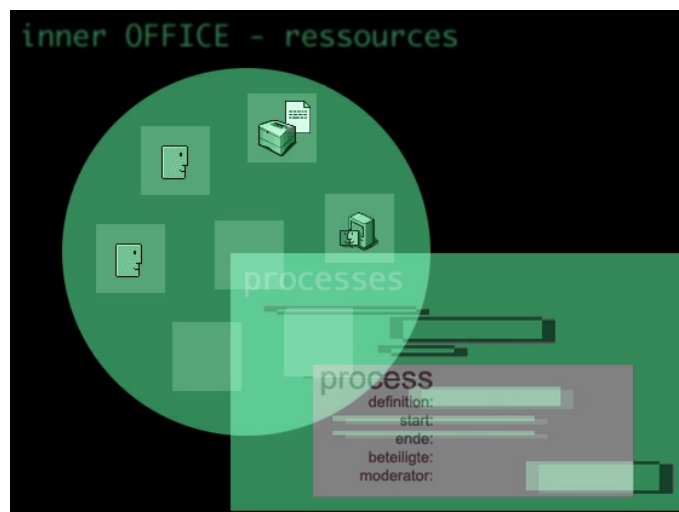 inner OFFICE - ressources
processes
process
definition:
start:
ende:
beteiligte:
moderator: